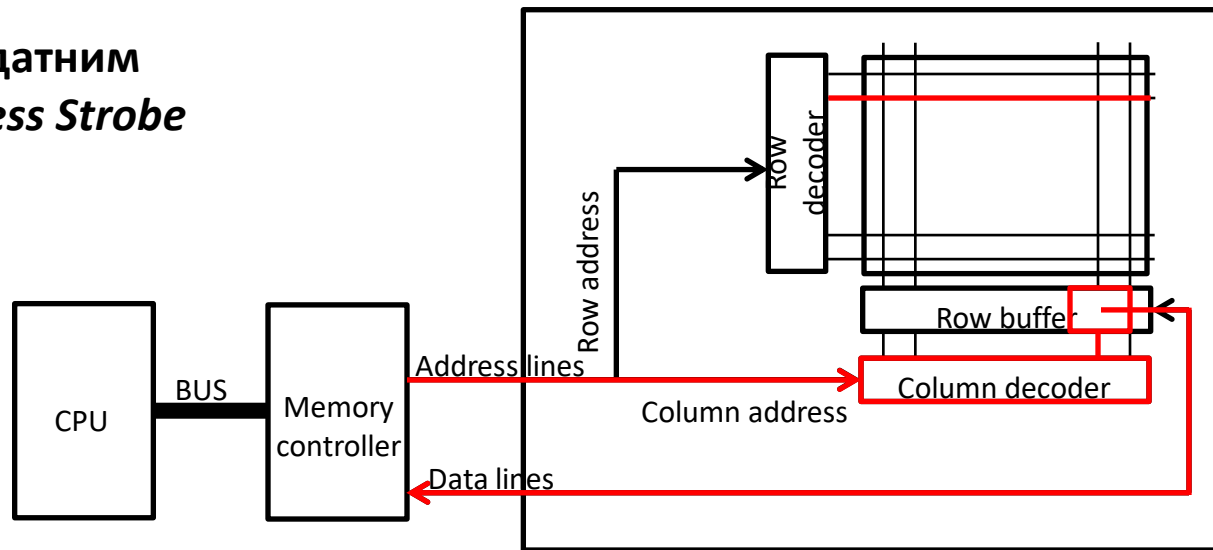 датним
ess Strobe
Row
decoder
Row address
Row buffer
Address lines
Column decoder
BUS
Column address
CPU
Memory
controller
Data lines